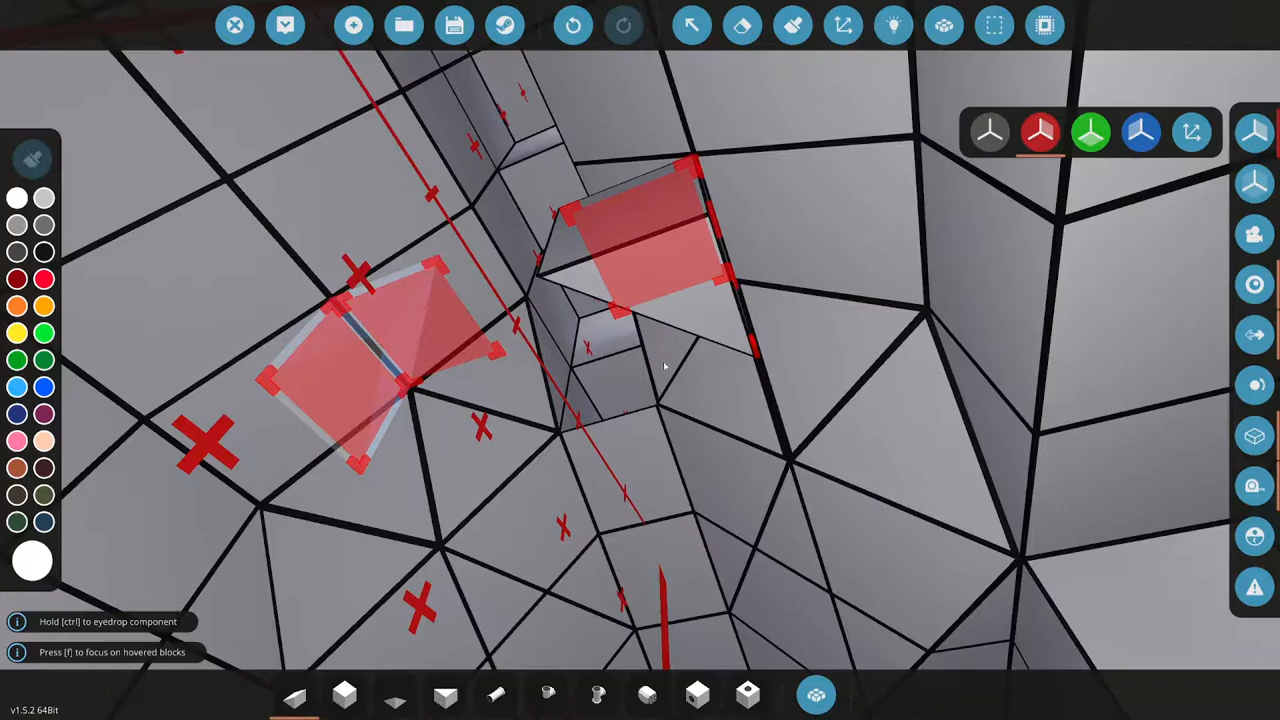 Hold [ctrl] to eyedrop component
Press [f] to focus on hovered blocks
v1.5.2 64Bit